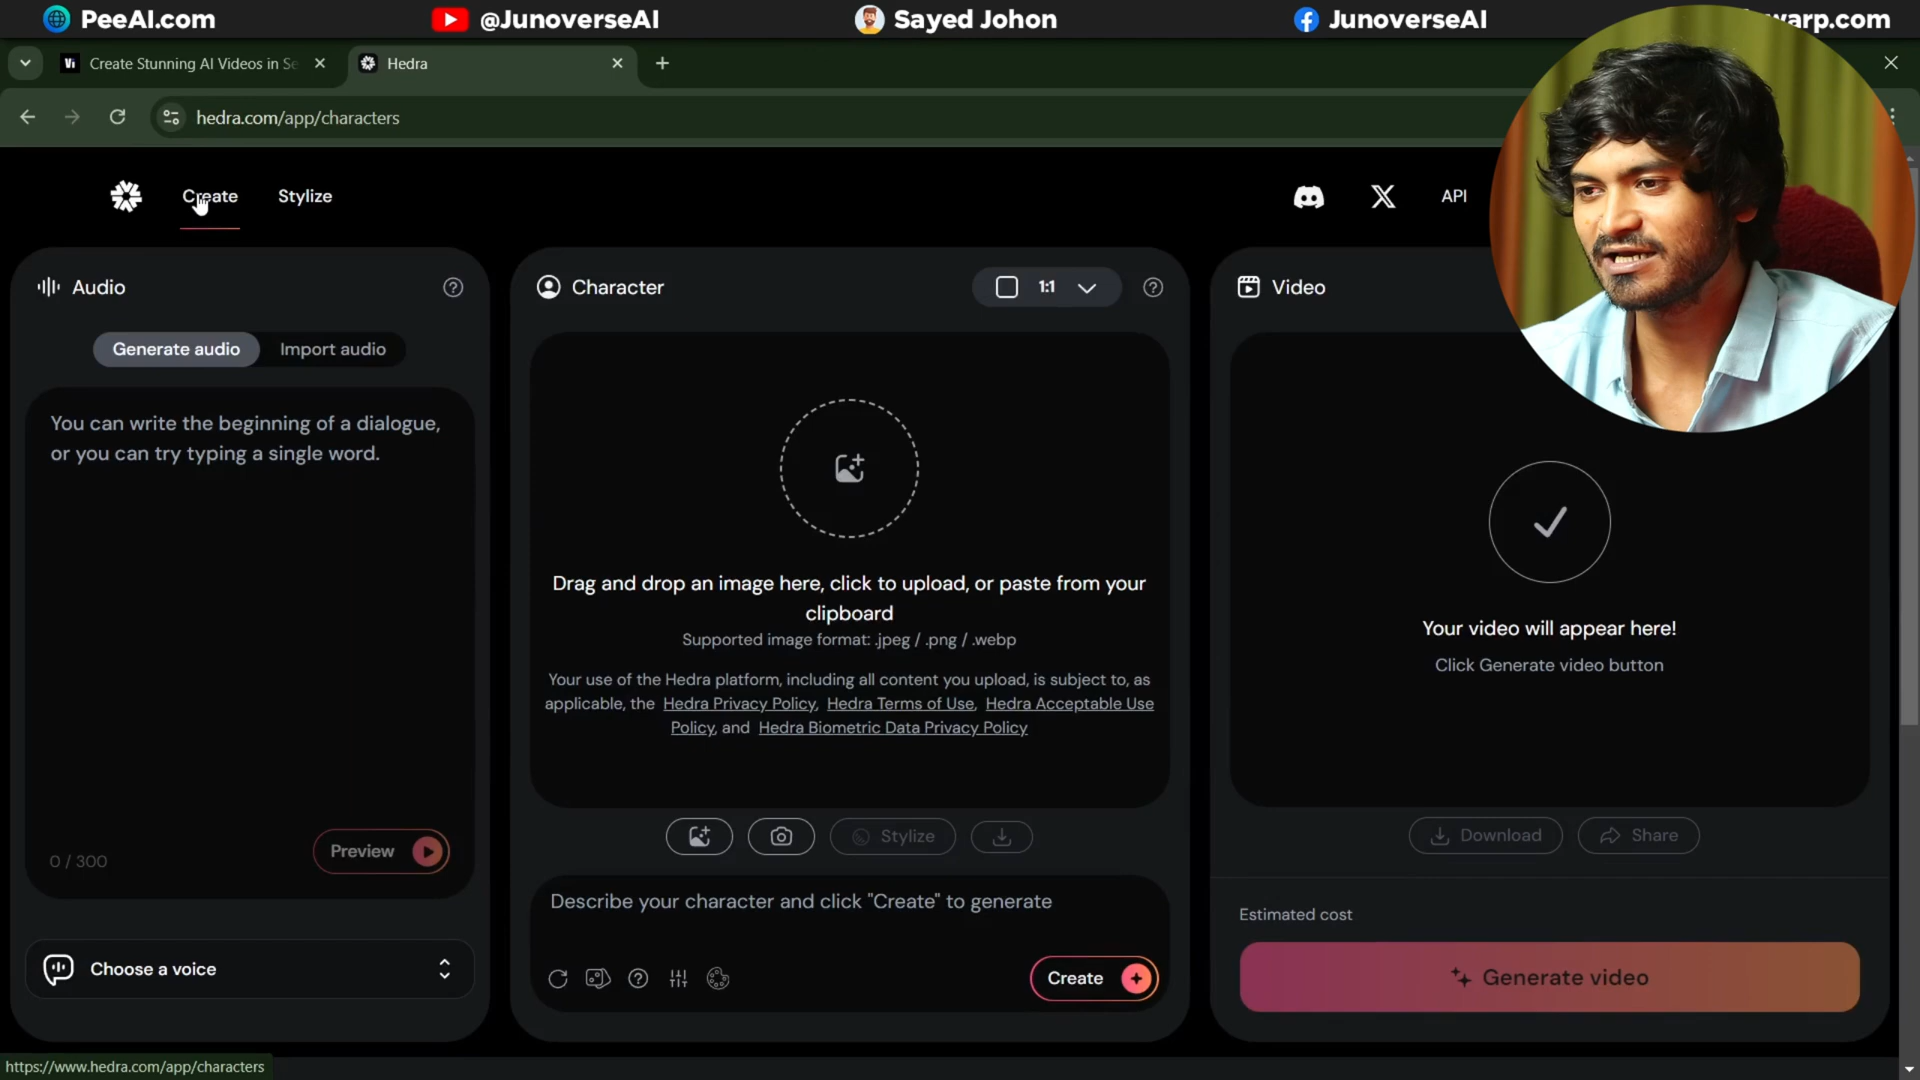 PeeAI.com
@JunoverseAI
Sayed Johon
JunoverseAI
warp.com
Vi
Create Stunning AI Videos in Se
Hedra
hedra.com/app/characters
Create
Stylize
API
Audio
Generate audio
Import audio
You can write the beginning of a dialogue,
or you can try typing a single word.
0 / 300
Preview
Choose a voice
Character
1:1
Drag and drop an image here, click to upload, or paste from your
clipboard
Supported image format: .jpeg / .png / .webp
Your use of the Hedra platform, including all content you upload, is subject to, as
applicable, the Hedra Privacy Policy, Hedra Terms of Use, Hedra Acceptable Use
Policy, and Hedra Biometric Data Privacy Policy
Stylize
Describe your character and click "Create" to generate
Create
Video
Your video will appear here!
Click Generate video button
Download
Share
Estimated cost
Generate video
https://www.hedra.com/app/characters